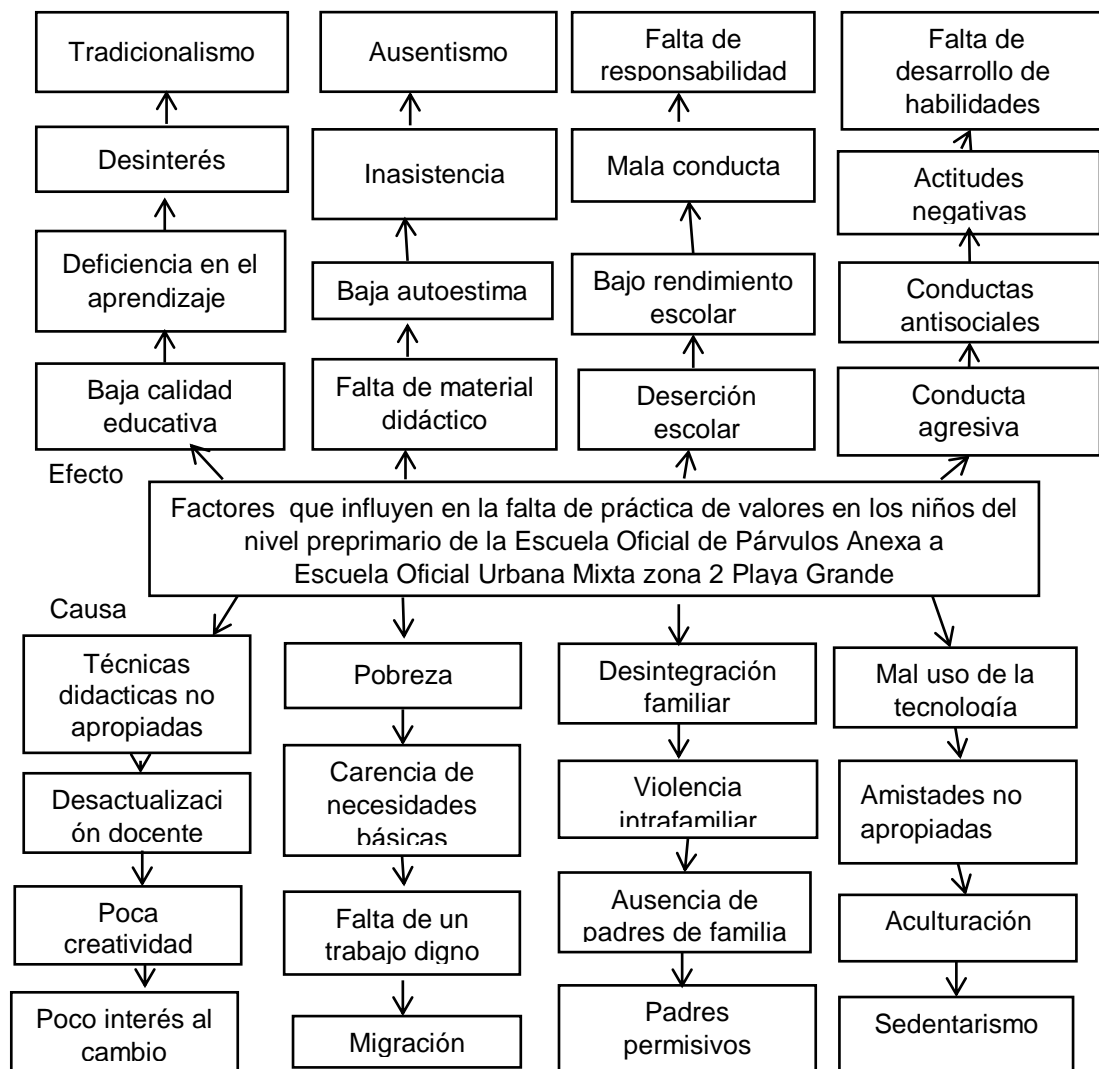 Tradicionalismo
Ausentismo
Falta de
responsabilidad
Falta de
desarrollo de
habilidades
Desinterés
Inasistencia
Mala conducta
Actitudes
negativas
Deficiencia en el
aprendizaje
Baja autoestima
Bajo rendimiento
escolar
Conductas
antisociales
Baja calidad
educativa
Falta de material
didáctico
Deserción
escolar
Conducta
agresiva
Efecto
Factores que influyen en la falta de práctica de valores en los niños del
nivel preprimario de la Escuela Oficial de Párvulos Anexa a
Escuela Oficial Urbana Mixta zona 2 Playa Grande
Causa
Técnicas
didacticas no
apropiadas
Pobreza
Desintegración
familiar
Mal uso de la
tecnología
Desactualizaci
ón docente
Carencia de
necesidades
básicas
Violencia
intrafamiliar
Amistades no
apropiadas
Poca
creatividad
Falta de un
trabajo digno
Ausencia de
padres de familia
Aculturación
Poco interés al
cambio
Migración
Padres
permisivos
Sedentarismo